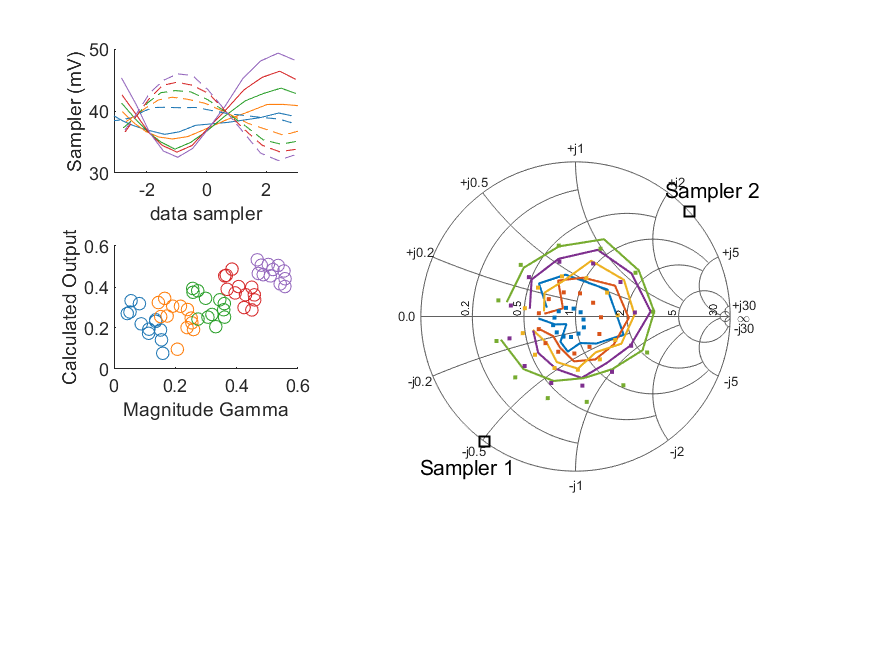 50
40
30
Sampler (mV)
-2
0
2
data sampler
0.6
0.4
0.2
0
Calculated Output
0
0.2
0.4
0.6
Magnitude Gamma
+j1
+j0.5
+j2
Sampler 2
+j0.2
+j5
0.0
0.2
0.5
1
2
5
30
+j30
∞
-j30
-j0.2
-j5
-j0.5
-j2
Sampler 1
-j1